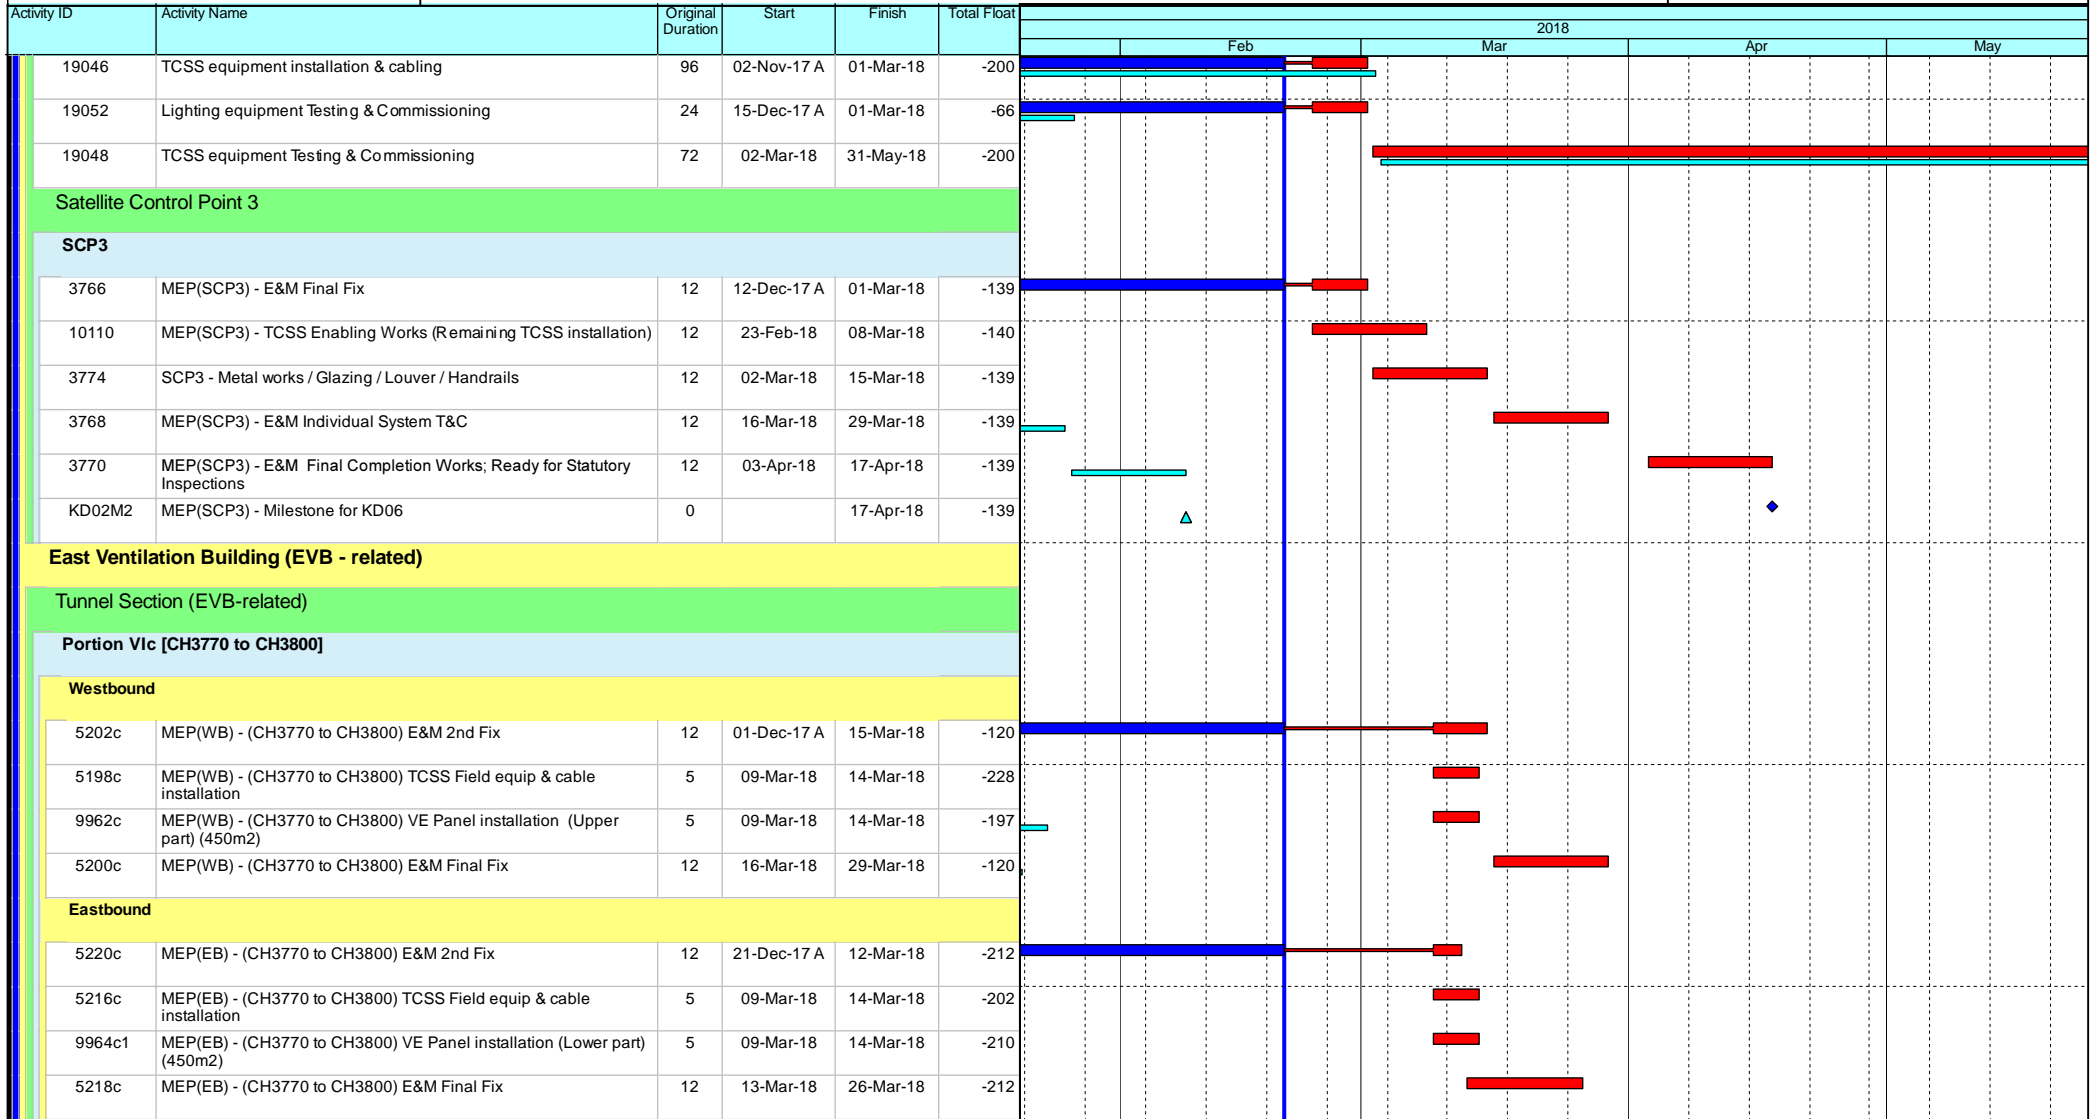 Activity ID Activity Name Original Duration Start Finish Total Float
2018
Feb Mar Apr May
19046 TCSS equipment installation & cabling 96 02-Nov-17 A 01-Mar-18 -200
19052 Lighting equipment Testing & Commissioning 24 15-Dec-17 A 01-Mar-18 -66
19048 TCSS equipment Testing & Commissioning 72 02-Mar-18 31-May-18 -200
Satellite Control Point 3
SCP3
3766 MEP(SCP3) - E&M Final Fix 12 12-Dec-17 A 01-Mar-18 -139
10110 MEP(SCP3) - TCSS Enabling Works (Remaining TCSS installation) 12 23-Feb-18 08-Mar-18 -140
3774 SCP3 - Metal works / Glazing / Louver / Handrails 12 02-Mar-18 15-Mar-18 -139
3768 MEP(SCP3) - E&M Individual System T&C 12 16-Mar-18 29-Mar-18 -139
3770 MEP(SCP3) - E&M Final Completion Works; Ready for Statutory 12 03-Apr-18 17-Apr-18 -139
Inspections
KD02M2 MEP(SCP3) - Milestone for KD06 0 17-Apr-18 -139
East Ventilation Building (EVB - related)
Tunnel Section (EVB-related)
Portion VIc [CH3770 to CH3800]
Westbound
5202c MEP(WB) - (CH3770 to CH3800) E&M 2nd Fix 12 01-Dec-17 A 15-Mar-18 -120
5198c MEP(WB) - (CH3770 to CH3800) TCSS Field equip & cable 5 09-Mar-18 14-Mar-18 -228
installation
9962c MEP(WB) - (CH3770 to CH3800) VE Panel installation (Upper 5 09-Mar-18 14-Mar-18 -197
part) (450m2)
5200c MEP(WB) - (CH3770 to CH3800) E&M Final Fix 12 16-Mar-18 29-Mar-18 -120
Eastbound
5220c MEP(EB) - (CH3770 to CH3800) E&M 2nd Fix 12 21-Dec-17 A 12-Mar-18 -212
5216c MEP(EB) - (CH3770 to CH3800) TCSS Field equip & cable 5 09-Mar-18 14-Mar-18 -202
installation
9964c1 MEP(EB) - (CH3770 to CH3800) VE Panel installation (Lower part) 5 09-Mar-18 14-Mar-18 -210
(450m2)
5218c MEP(EB) - (CH3770 to CH3800) E&M Final Fix 12 13-Mar-18 26-Mar-18 -212